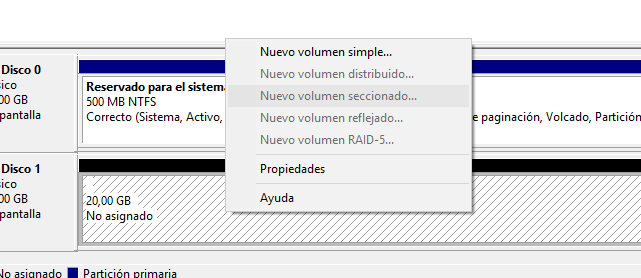 Disco 0
sico
00 GB
pantalla
Reservado para el sistema
500 MB NTFS
Correcto (Sistema, Activo,
e paginación, Volcado, Partición
Nuevo volumen simple...
Nuevo volumen distribuido...
Nuevo volumen seccionado...
Nuevo volumen reflejado...
Nuevo volumen RAID-5...
Propiedades
Ayuda
Disco 1
sico
00 GB
pantalla
20,00 GB
No asignado
No asignado
Partición primaria